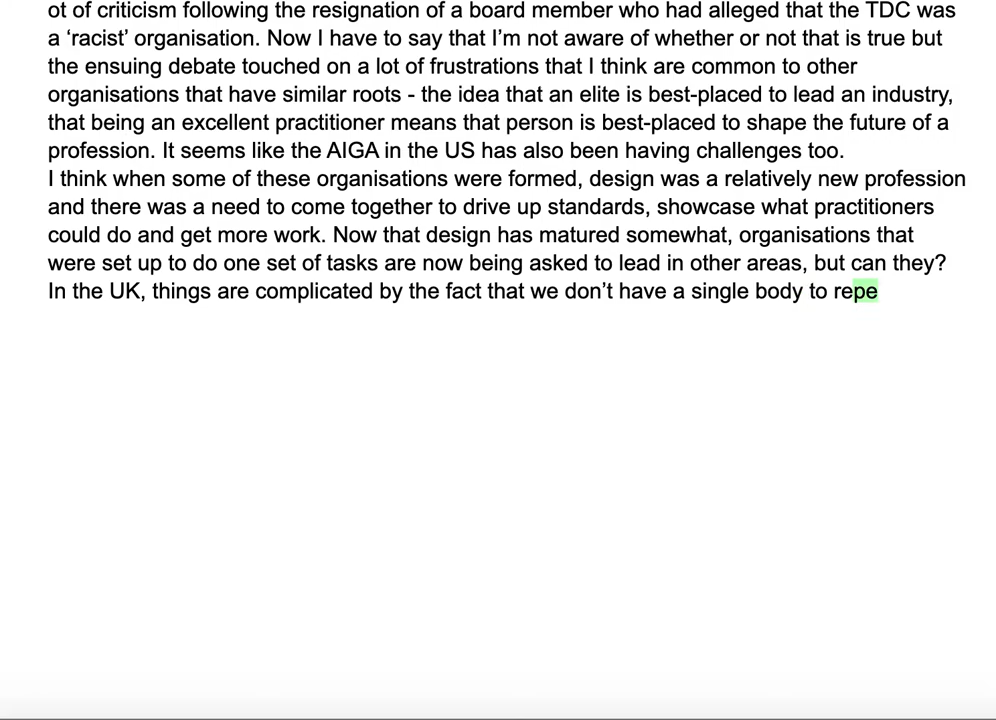 ot of criticism following the resignation of a board member who had alleged that the TDC was
a ‘racist’ organisation. Now I have to say that I’m not aware of whether or not that is true but
the ensuing debate touched on a lot of frustrations that I think are common to other
organisations that have similar roots - the idea that an elite is best-placed to lead an industry,
that being an excellent practitioner means that person is best-placed to shape the future of a
profession. It seems like the AIGA in the US has also been having challenges too.
I think when some of these organisations were formed, design was a relatively new profession
and there was a need to come together to drive up standards, showcase what practitioners
could do and get more work. Now that design has matured somewhat, organisations that
were set up to do one set of tasks are now being asked to lead in other areas, but can they?
In the UK, things are complicated by the fact that we don’t have a single body to repe